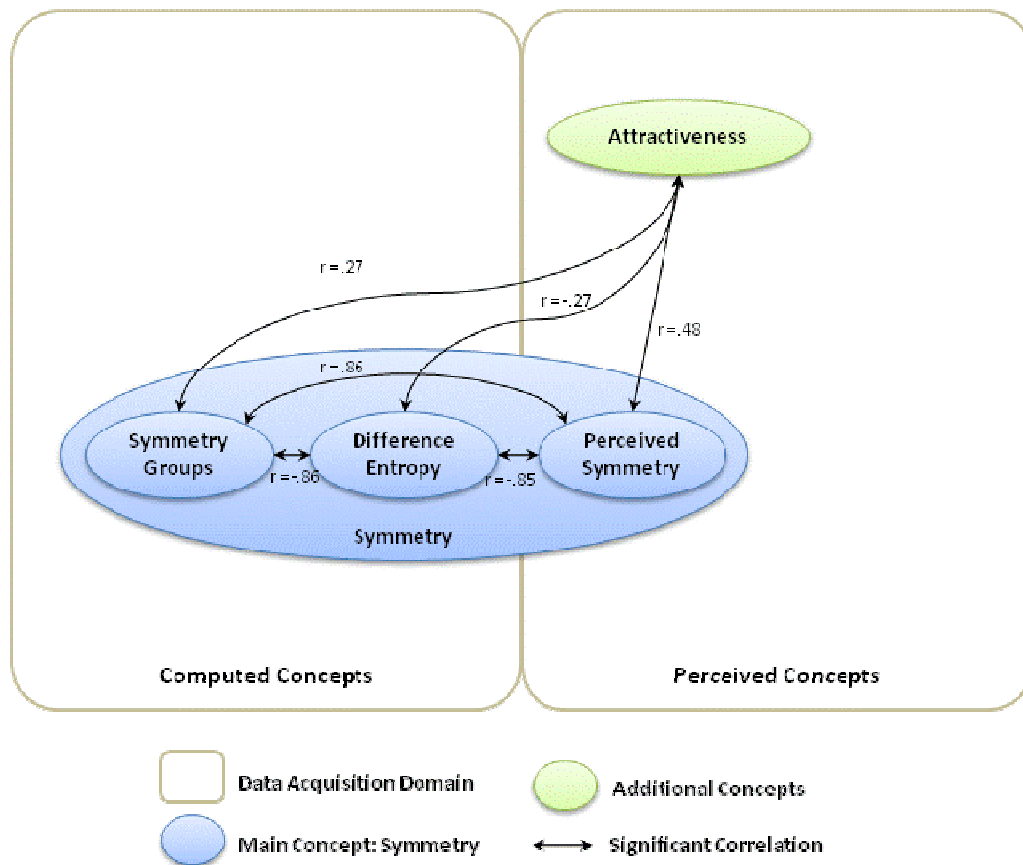 Attractiveness
r = .27
r = -.27
r = .48
r = .86
Symmetry
Groups
Difference
Entropy
Perceived
Symmetry
r = -.86
r = -.85
Symmetry
Computed Concepts
Perceived Concepts
Data Acquisition Domain
Additional Concepts
Main Concept: Symmetry
Significant Correlation